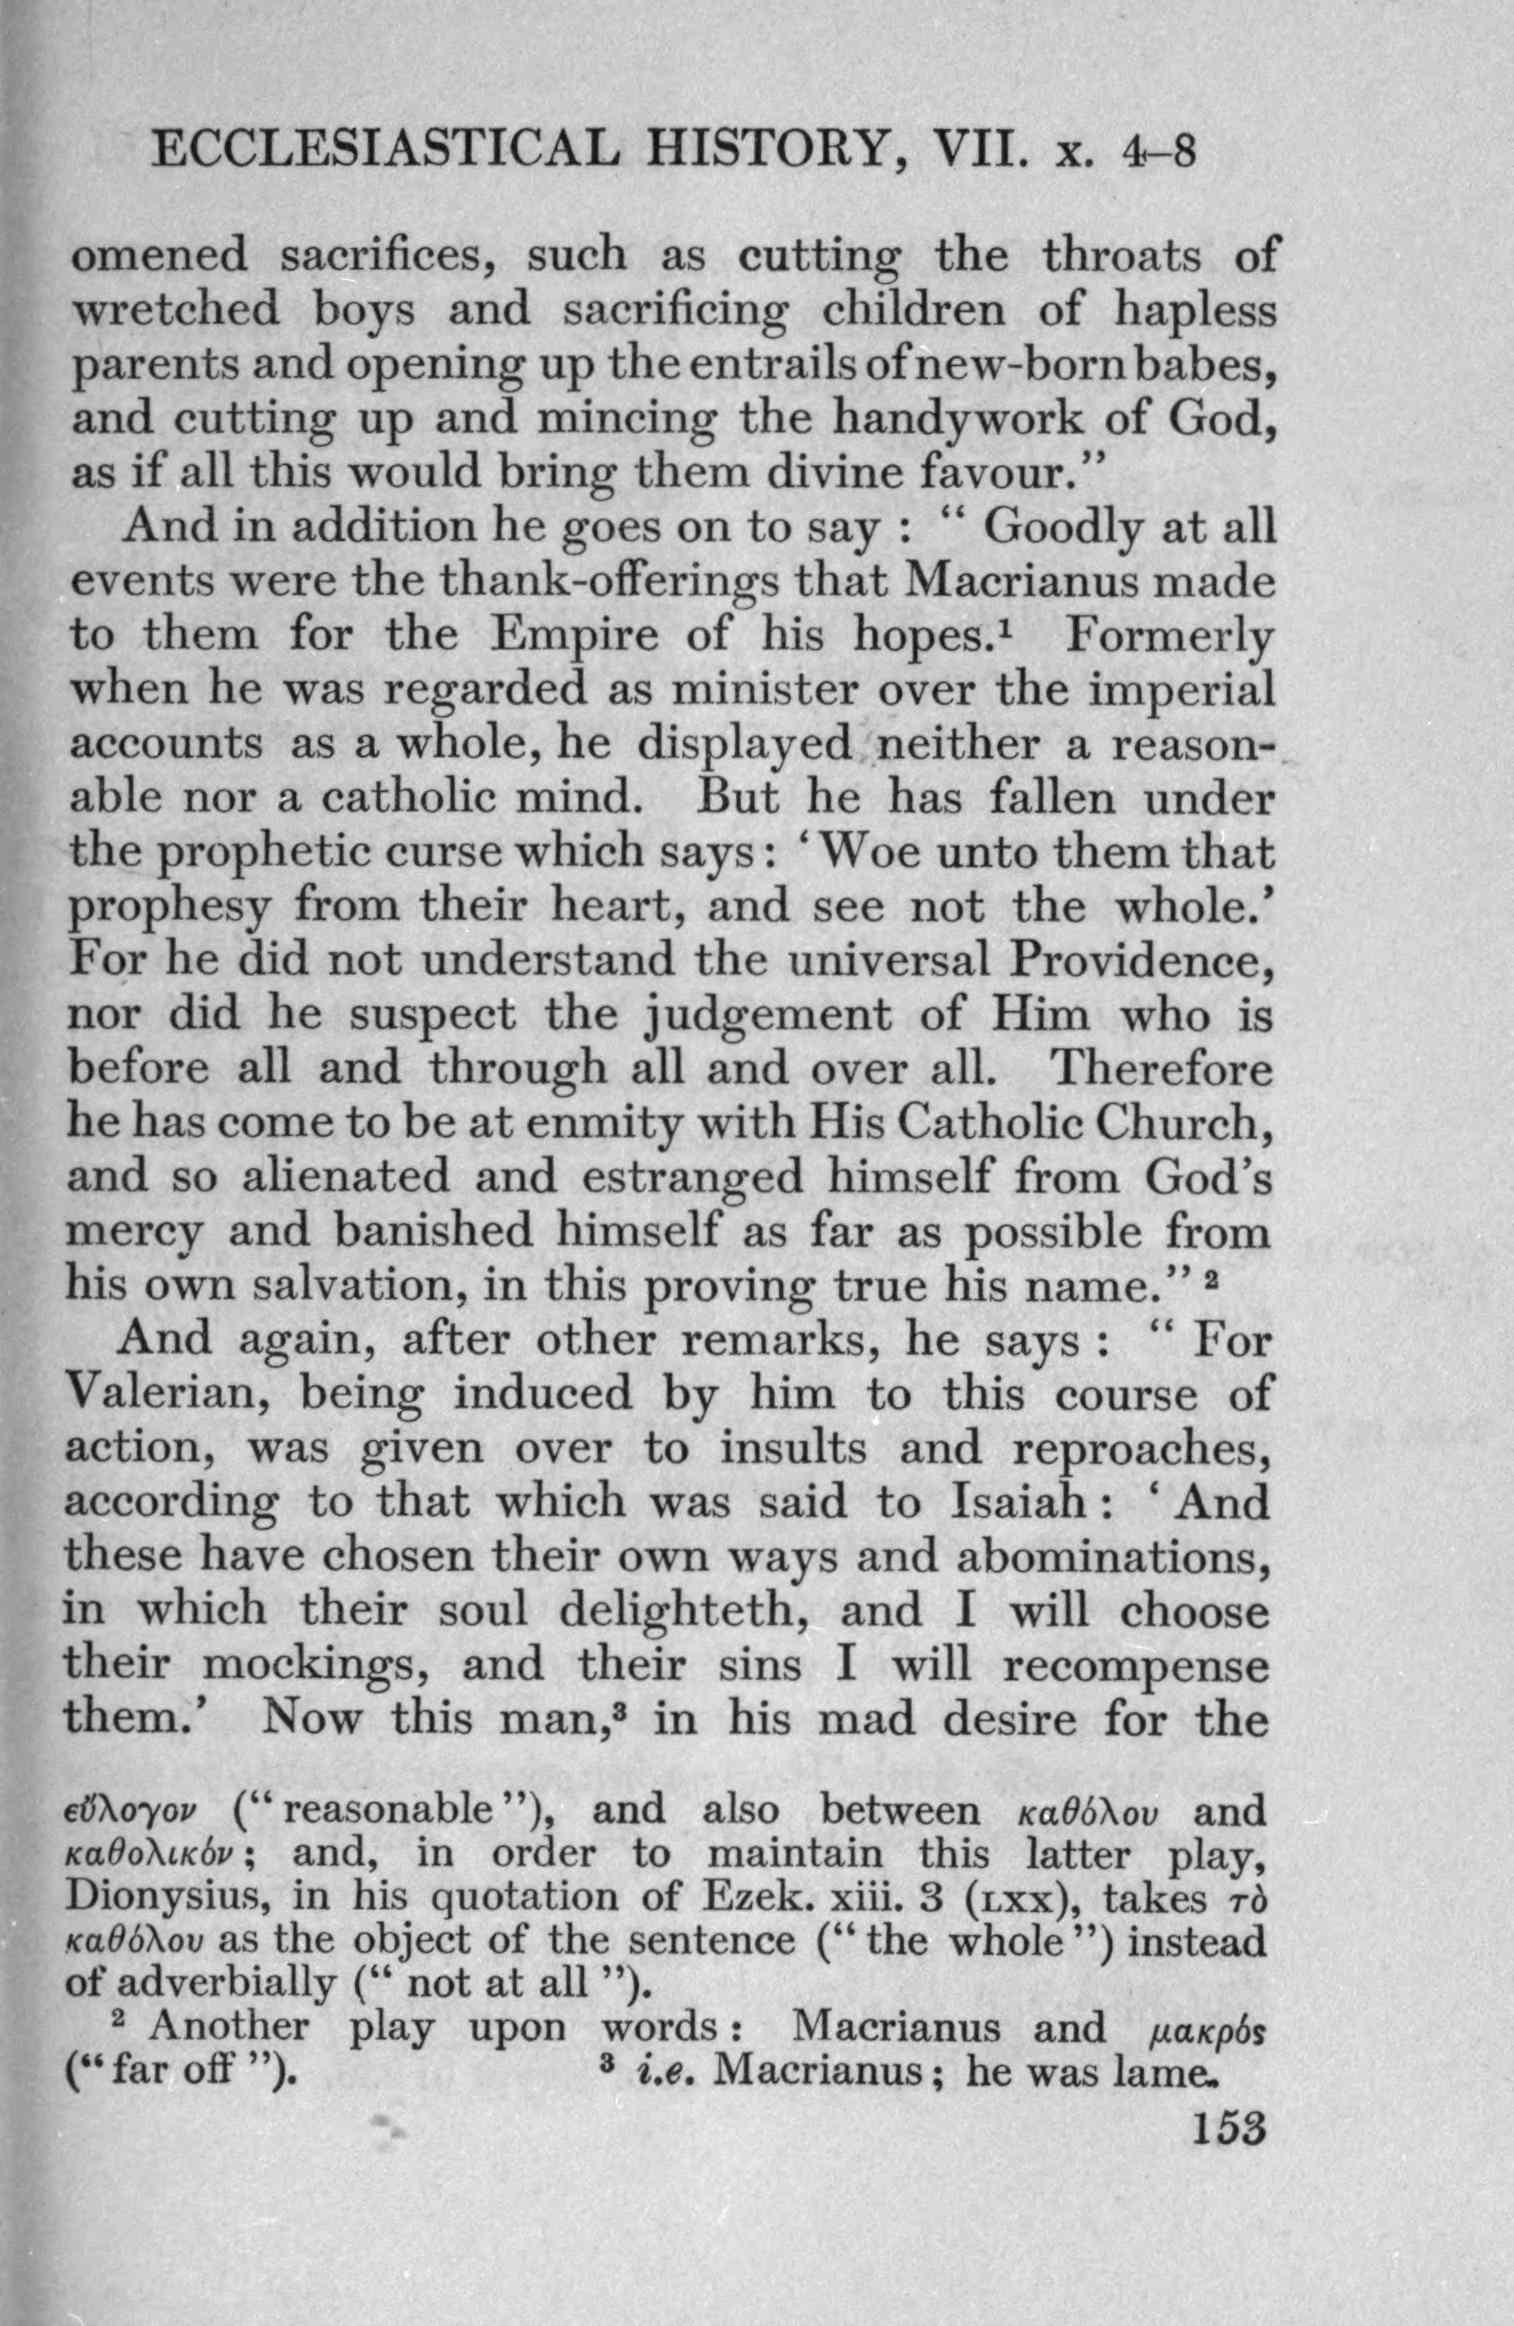 ECCLESIASTICAL HISTORY, VII. x. 4–8
omened sacrifices, such as cutting the throats of
wretched boys and sacrificing children of hapless
parents and opening up the entrails of new-born babes,
and cutting up and mincing the handywork of God,
as if all this would bring them divine favour.”
And in addition he goes on to say : “ Goodly at all
events were the thank-offerings that Macrianus made
to them for the Empire of his hopes.¹ Formerly
when he was regarded as minister over the imperial
accounts as a whole, he displayed neither a reason-
able nor a catholic mind. But he has fallen under
the prophetic curse which says : ‘ Woe unto them that
prophesy from their heart, and see not the whole.’
For he did not understand the universal Providence,
nor did he suspect the judgement of Him who is
before all and through all and over all. Therefore
he has come to be at enmity with His Catholic Church,
and so alienated and estranged himself from God’s
mercy and banished himself as far as possible from
his own salvation, in this proving true his name.” ²
And again, after other remarks, he says : “ For
Valerian, being induced by him to this course of
action, was given over to insults and reproaches,
according to that which was said to Isaiah : ‘ And
these have chosen their own ways and abominations,
in which their soul delighteth, and I will choose
their mockings, and their sins I will recompense
them.’ Now this man,³ in his mad desire for the
εὔλογον (“ reasonable ”), and also between καθόλου and
καθολικόν ; and, in order to maintain this latter play,
Dionysius, in his quotation of Ezek. xiii. 3 (LXX), takes τὸ
καθόλου as the object of the sentence (“ the whole ”) instead
of adverbially (“ not at all ”).
² Another play upon words : Macrianus and μακρός
(“ far off ”). ³ i.e. Macrianus ; he was lame.
153